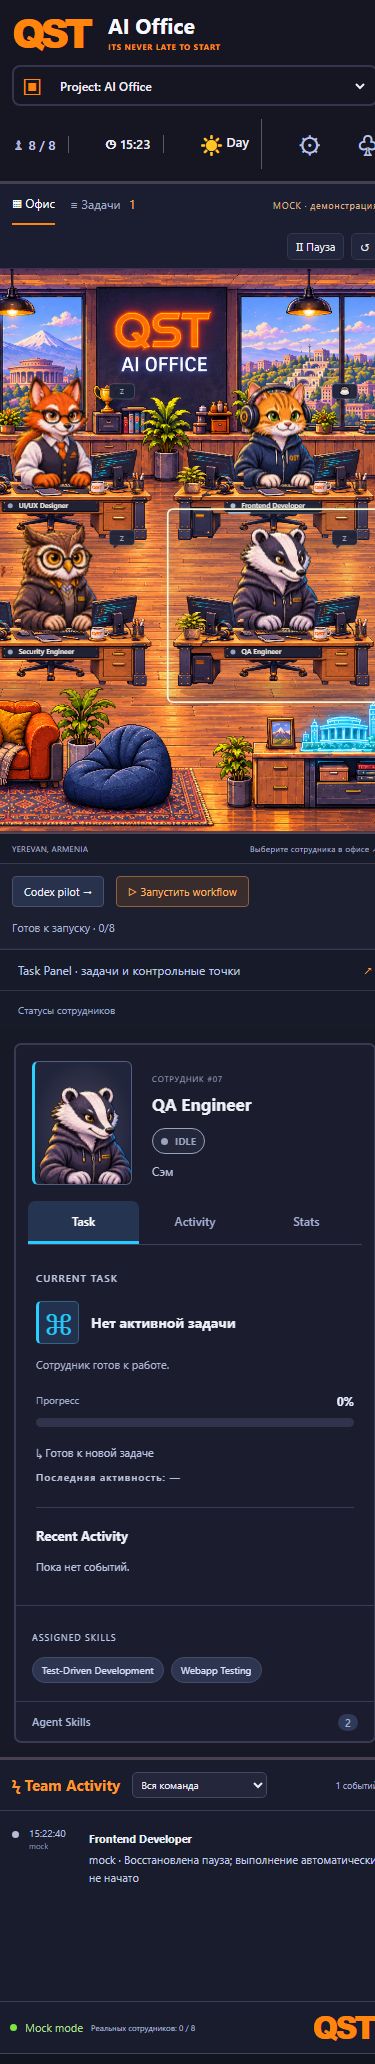 QST AI Office
ITS NEVER LATE TO START
Project: AI Office
8 / 8
15:23
Day
Офис
Задачи 1
МОСК · демонстрация
Пауза
QST
AI OFFICE
z
UI/UX Designer
Frontend Developer
z
z
Security Engineer
QA Engineer
YEREVAN, ARMENIA
Выберите сотрудника в офисе
Codex pilot →
▷ Запустить workflow
Готов к запуску · 0/8
Task Panel · задачи и контрольные точки ↗
Статусы сотрудников
СОТРУДНИК #07
QA Engineer
IDLE
Сэм
Task
Activity
Stats
CURRENT TASK
⌘ Нет активной задачи
Сотрудник готов к работе.
Прогресс 0%
↳ Готов к новой задаче
Последняя активность: —
Recent Activity
Пока нет событий.
ASSIGNED SKILLS
Test-Driven Development
Webapp Testing
Agent Skills 2
Team Activity
Вся команда
1 событий
15:22:40
mock
Frontend Developer
mock · Восстановлена пауза; выполнение автоматически
не начато
Mock mode
Реальных сотрудников: 0 / 8
QST